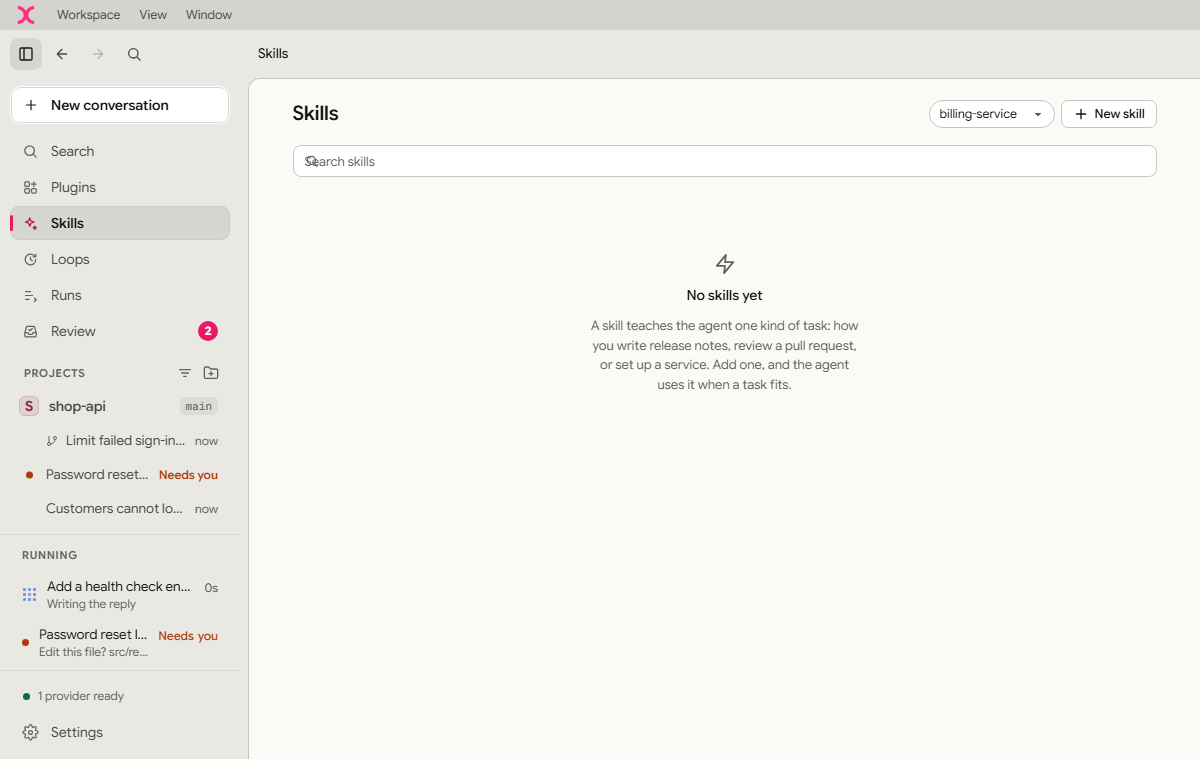 Workspace View Window
Skills
New conversation
Search
Plugins
Skills
Loops
Runs
Review 2
PROJECTS
S shop-api main
Limit failed sign-in... now
Password reset... Needs you
Customers cannot lo... now
RUNNING
Add a health check en... 0s
Writing the reply
Password reset l... Needs you
Edit this file? src/re...
1 provider ready
Settings
Skills
billing-service
New skill
Search skills
No skills yet
A skill teaches the agent one kind of task: how
you write release notes, review a pull request,
or set up a service. Add one, and the agent
uses it when a task fits.